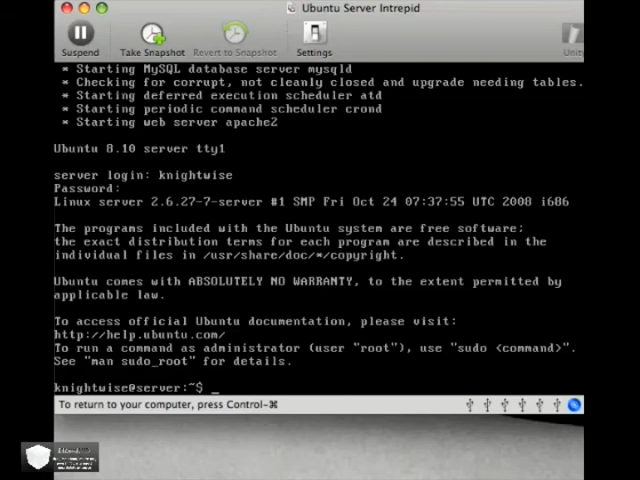 Ubuntu Server Intrepid
Suspend
Take Snapshot
Revert to Snapshot
Settings
Unity
* Starting MySQL database server mysqld
* Checking for corrupt, not cleanly closed and upgrade needing tables.
* Starting deferred execution scheduler atd
* Starting periodic command scheduler crond
* Starting web server apache2
Ubuntu 8.10 server tty1
server login: knightwise
Password:
Linux server 2.6.27-7-server #1 SMP Fri Oct 24 07:37:55 UTC 2008 i686
The programs included with the Ubuntu system are free software;
the exact distribution terms for each program are described in the
individual files in /usr/share/doc/*/copyright.
Ubuntu comes with ABSOLUTELY NO WARRANTY, to the extent permitted by
applicable law.
To access official Ubuntu documentation, please visit:
http://help.ubuntu.com/
To run a command as administrator (user "root"), use "sudo <command>".
See "man sudo_root" for details.
knightwise@server:~$ _
To return to your computer, press Control-⌘